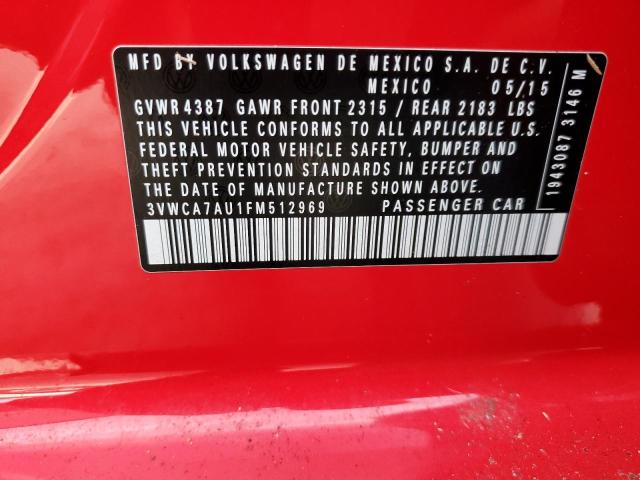 MFD BY VOLKSWAGEN DE MEXICO S.A. DE C.V.
MEXICO 05/15
GVWR 4387 GAWR FRONT 2315 / REAR 2183 LBS
THIS VEHICLE CONFORMS TO ALL APPLICABLE U.S.
FEDERAL MOTOR VEHICLE SAFETY, BUMPER AND
THEFT PREVENTION STANDARDS IN EFFECT ON
THE DATE OF MANUFACTURE SHOWN ABOVE.
3VWCA7AU1FM512969 PASSENGER CAR
1943087 3146 M